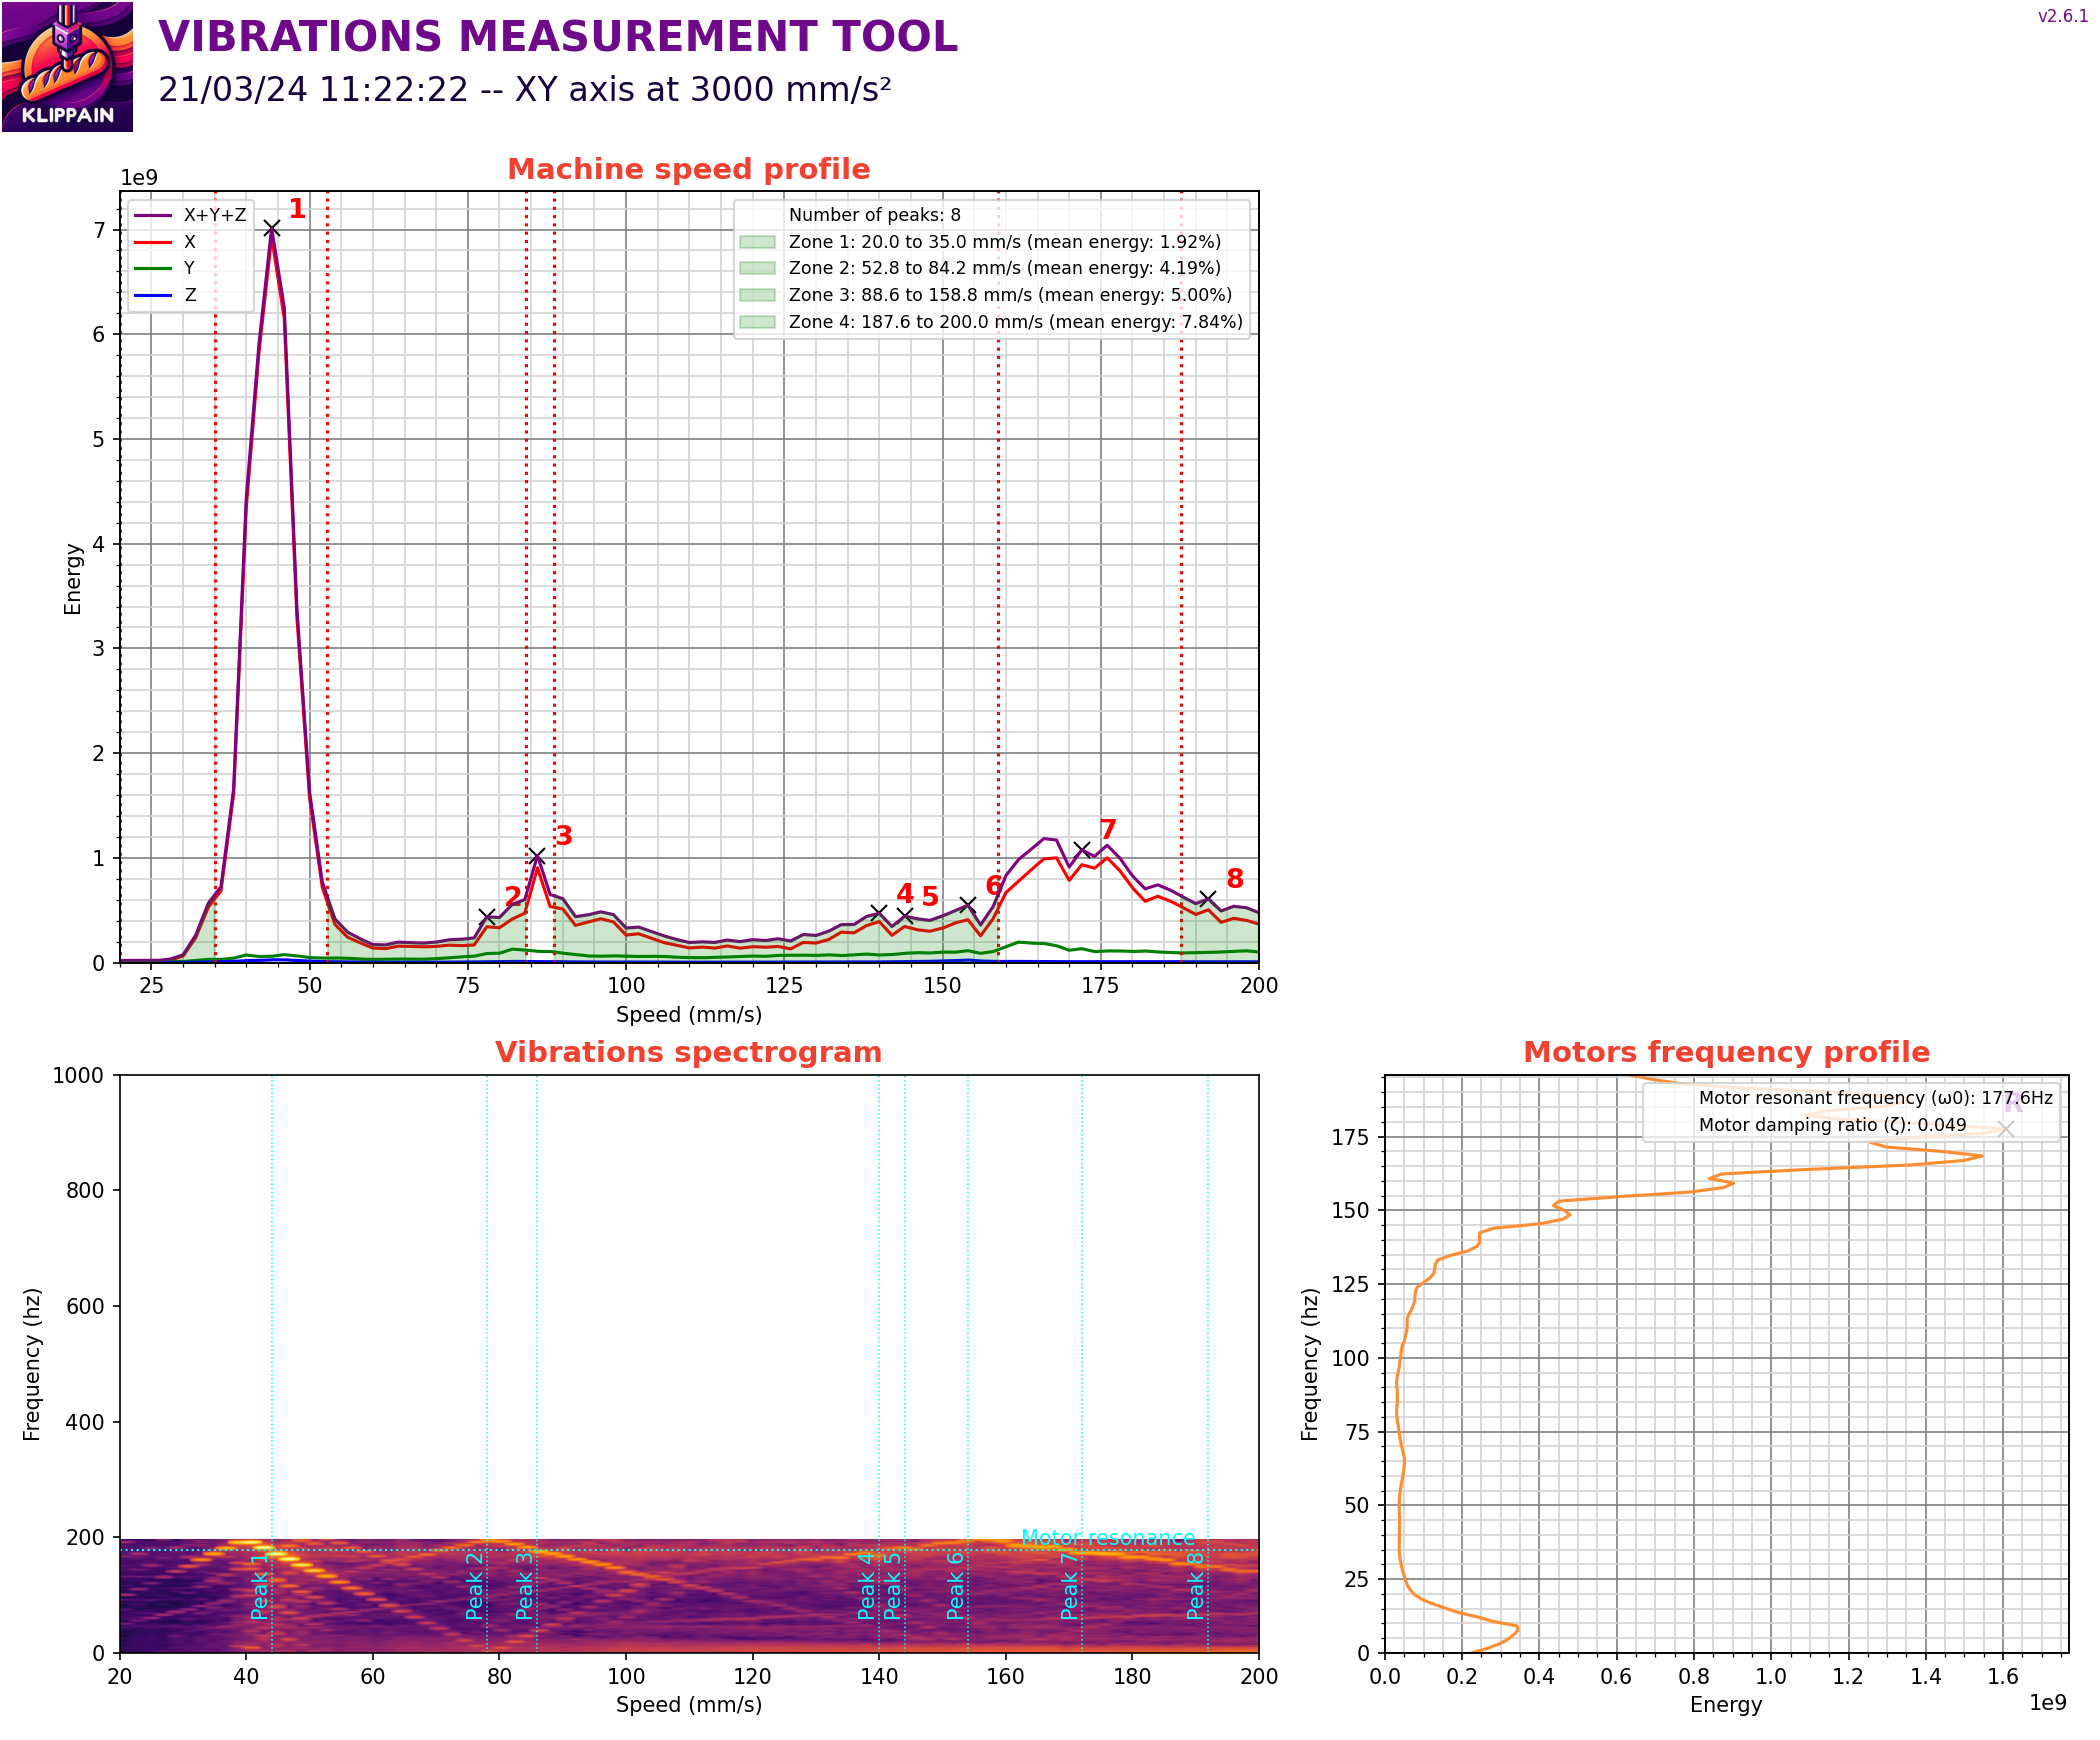 KLIPPAIN
VIBRATIONS MEASUREMENT TOOL
21/03/24 11:22:22 -- XY axis at 3000 mm/s²
v2.6.1
Machine speed profile
1e9
X+Y+Z
X
Y
Z
Number of peaks: 8
Zone 1: 20.0 to 35.0 mm/s (mean energy: 1.92%)
Zone 2: 52.8 to 84.2 mm/s (mean energy: 4.19%)
Zone 3: 88.6 to 158.8 mm/s (mean energy: 5.00%)
Zone 4: 187.6 to 200.0 mm/s (mean energy: 7.84%)
1
2
3
4
5
6
7
8
7
6
5
4
3
2
1
0
Energy
25 50 75 100 125 150 175 200
Speed (mm/s)
Vibrations spectrogram
1000
800
600
400
200
0
Frequency (hz)
Motor resonance
Peak 1
Peak 2
Peak 3
Peak 4
Peak 5
Peak 6
Peak 7
Peak 8
20 40 60 80 100 120 140 160 180 200
Speed (mm/s)
Motors frequency profile
Motor resonant frequency (ω0): 177.6Hz
Motor damping ratio (ζ): 0.049
R
175
150
125
100
75
50
25
0
Frequency (hz)
0.0 0.2 0.4 0.6 0.8 1.0 1.2 1.4 1.6
Energy
1e9